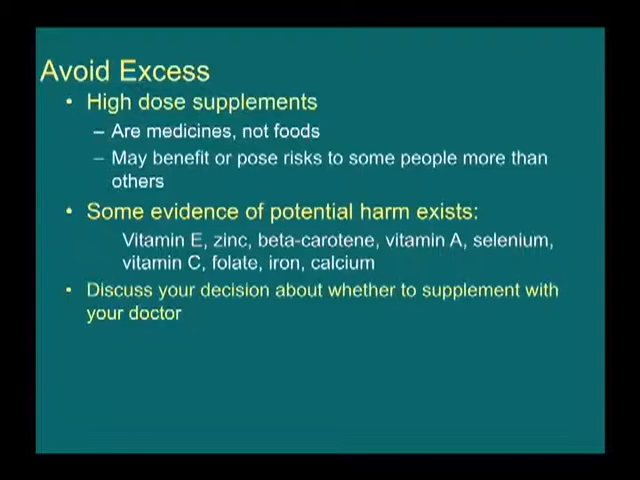 Avoid Excess
• High dose supplements
– Are medicines, not foods
– May benefit or pose risks to some people more than
others
• Some evidence of potential harm exists:
Vitamin E, zinc, beta-carotene, vitamin A, selenium,
vitamin C, folate, iron, calcium
• Discuss your decision about whether to supplement with
your doctor